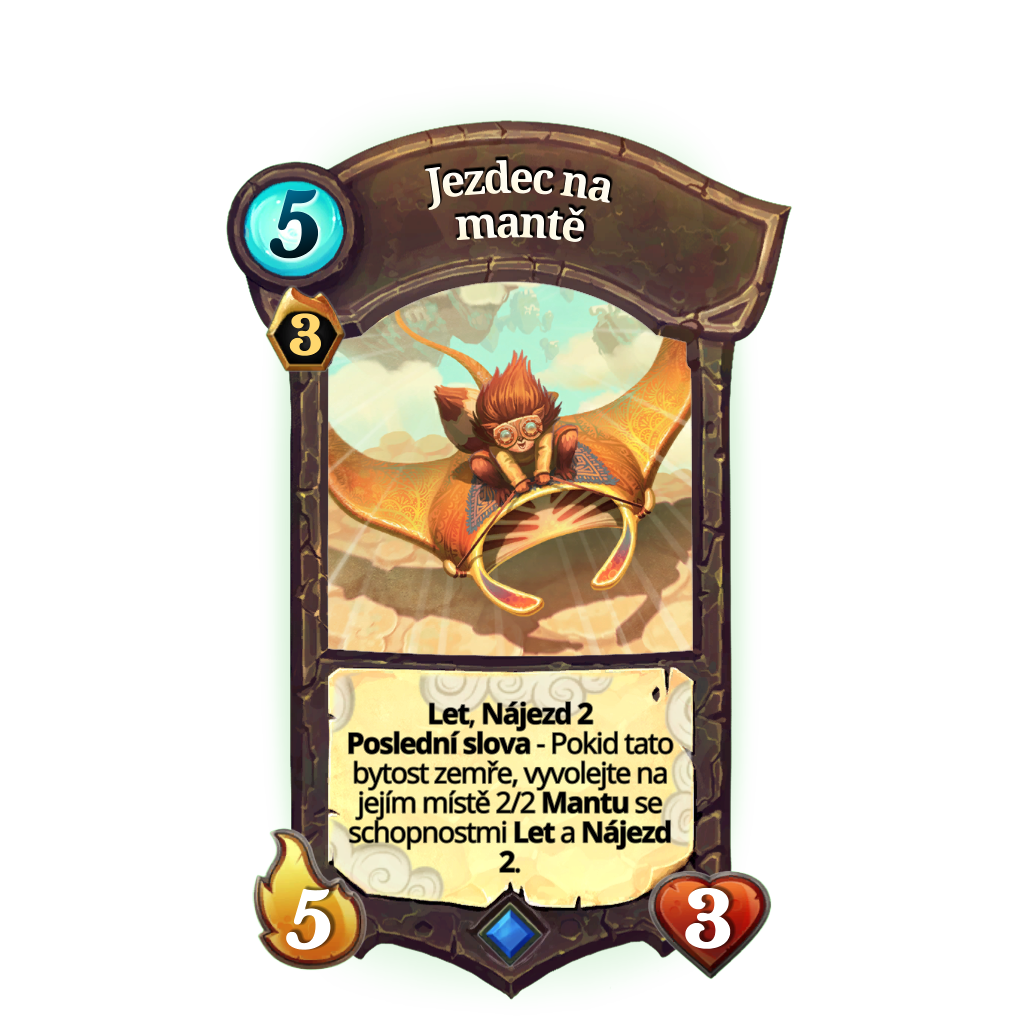 Jezdec na
mantě
5
3
Let, Nájezd 2
Poslední slova - Pokid tato
bytost zemře, vyvolejte na
jejím místě 2/2 Mantu se
schopnostmi Let a Nájezd
2.
5
3